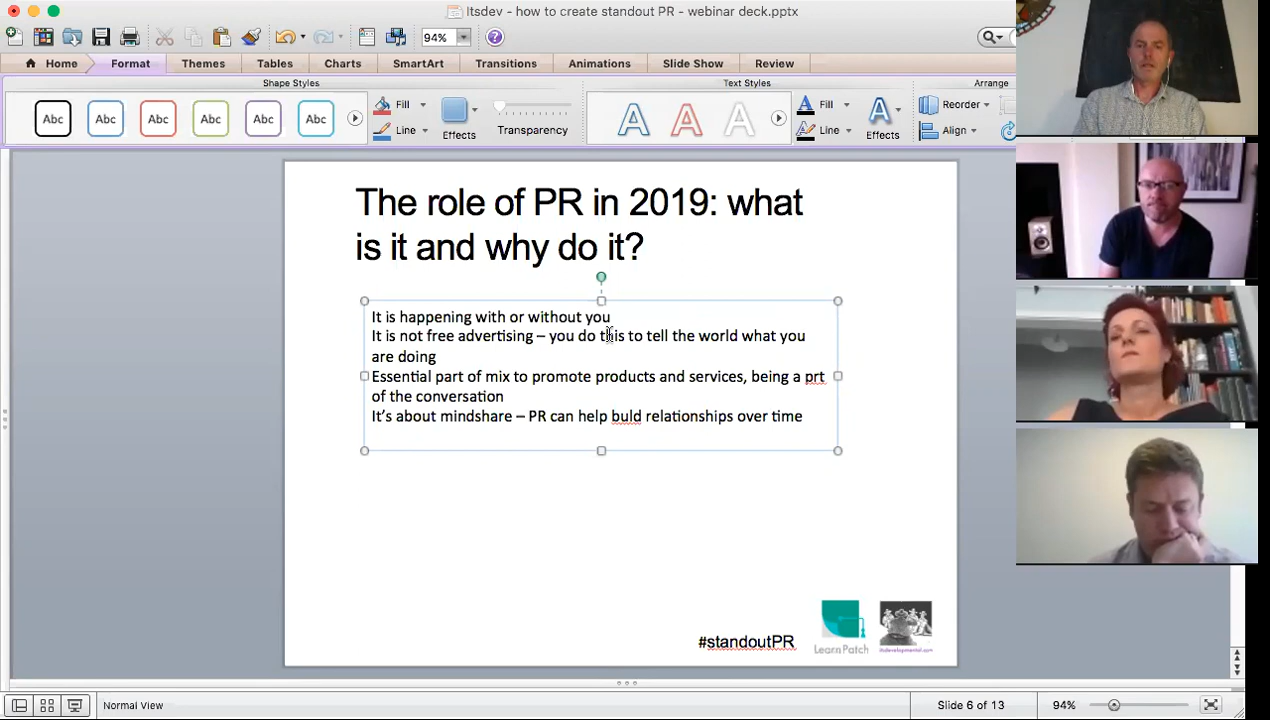 ltsdev - how to create standout PR - webinar deck.pptx
94%
Home Format Themes Tables Charts SmartArt Transitions Animations Slide Show Review
Shape Styles Text Styles Arrange
Abc Abc Abc Abc Abc Abc Fill Line Effects Transparency A A A Fill Line Effects Reorder Align
The role of PR in 2019: what
is it and why do it?
It is happening with or without you
It is not free advertising – you do this to tell the world what you
are doing
Essential part of mix to promote products and services, being a prt
of the conversation
It's about mindshare – PR can help buld relationships over time
#standoutPR
Learn Patch
itsdevelopmental.com
Normal View Slide 6 of 13 94%